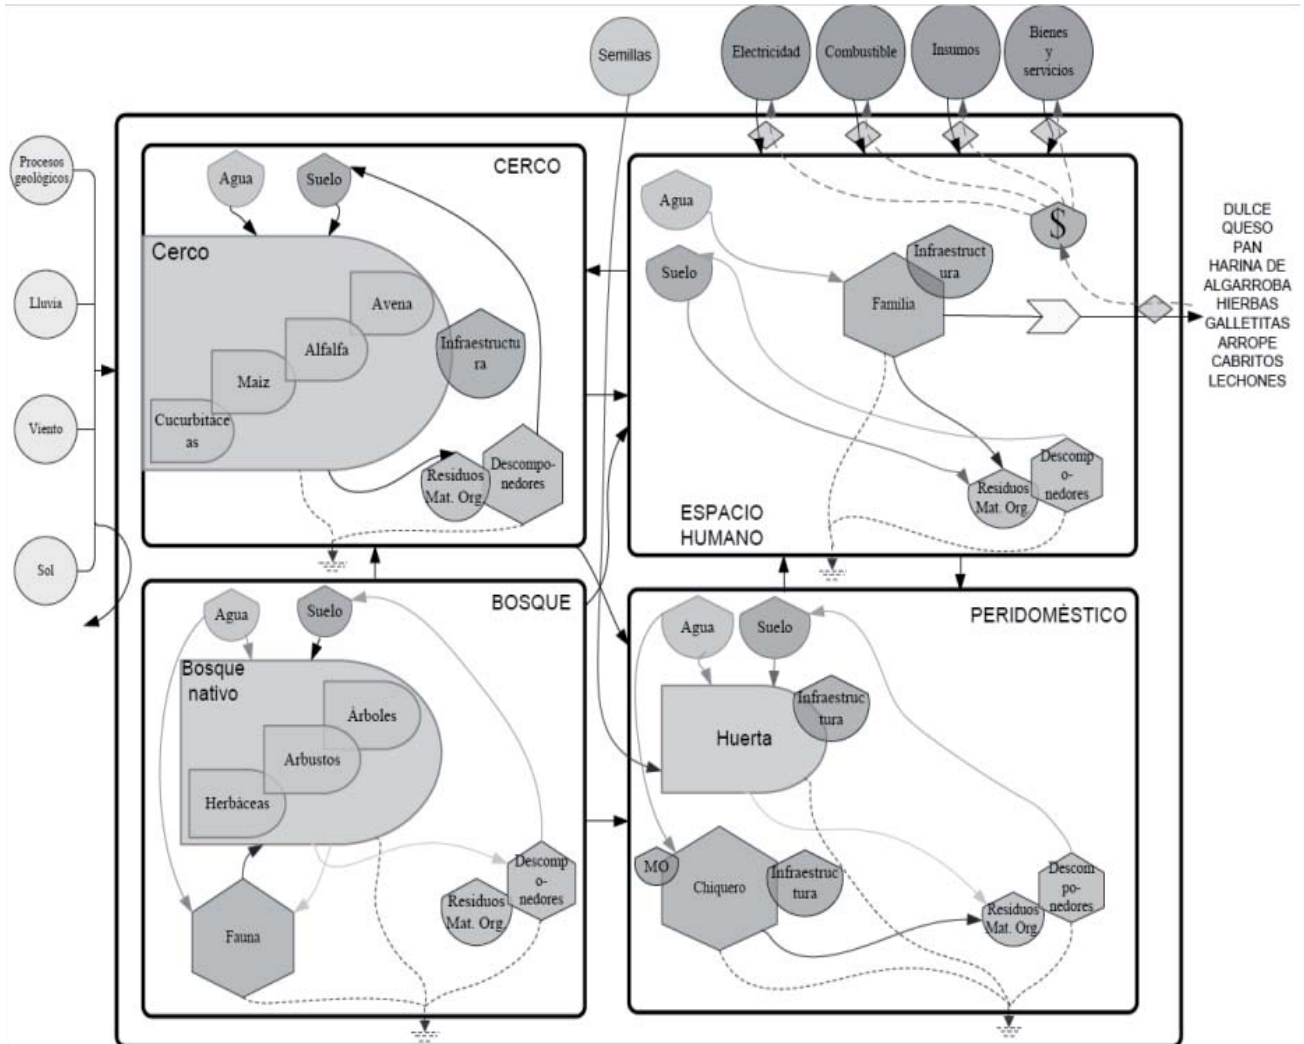 Semillas
Electricidad
Combustible
Insumos
Bienes
y
servicios
Procesos
geológicos
Lluvia
Viento
Sol
CERCO
Agua
Suelo
Cerco
Avena
Alfalfa
Maiz
Cucurbitáce
as
Infraestructu
ra
Residuos
Mat. Org.
Descompo-
nedores
ESPACIO
HUMANO
Agua
Suelo
Infraestruct
ura
Familia
$
Residuos
Mat. Org.
Descomp
o-
nedores
DULCE
QUESO
PAN
HARINA DE
ALGARROBA
HIERBAS
GALLETITAS
ARROPE
CABRITOS
LECHONES
BOSQUE
Agua
Suelo
Bosque
nativo
Árboles
Arbustos
Herbáceas
Fauna
Residuos
Mat. Org.
Descomp
o-
nedores
PERIDOMÉSTICO
Agua
Suelo
Huerta
Infraestruc
tura
MO
Chiquero
Infraestruc
tura
Residuos
Mat. Org.
Descom
po-
nedores